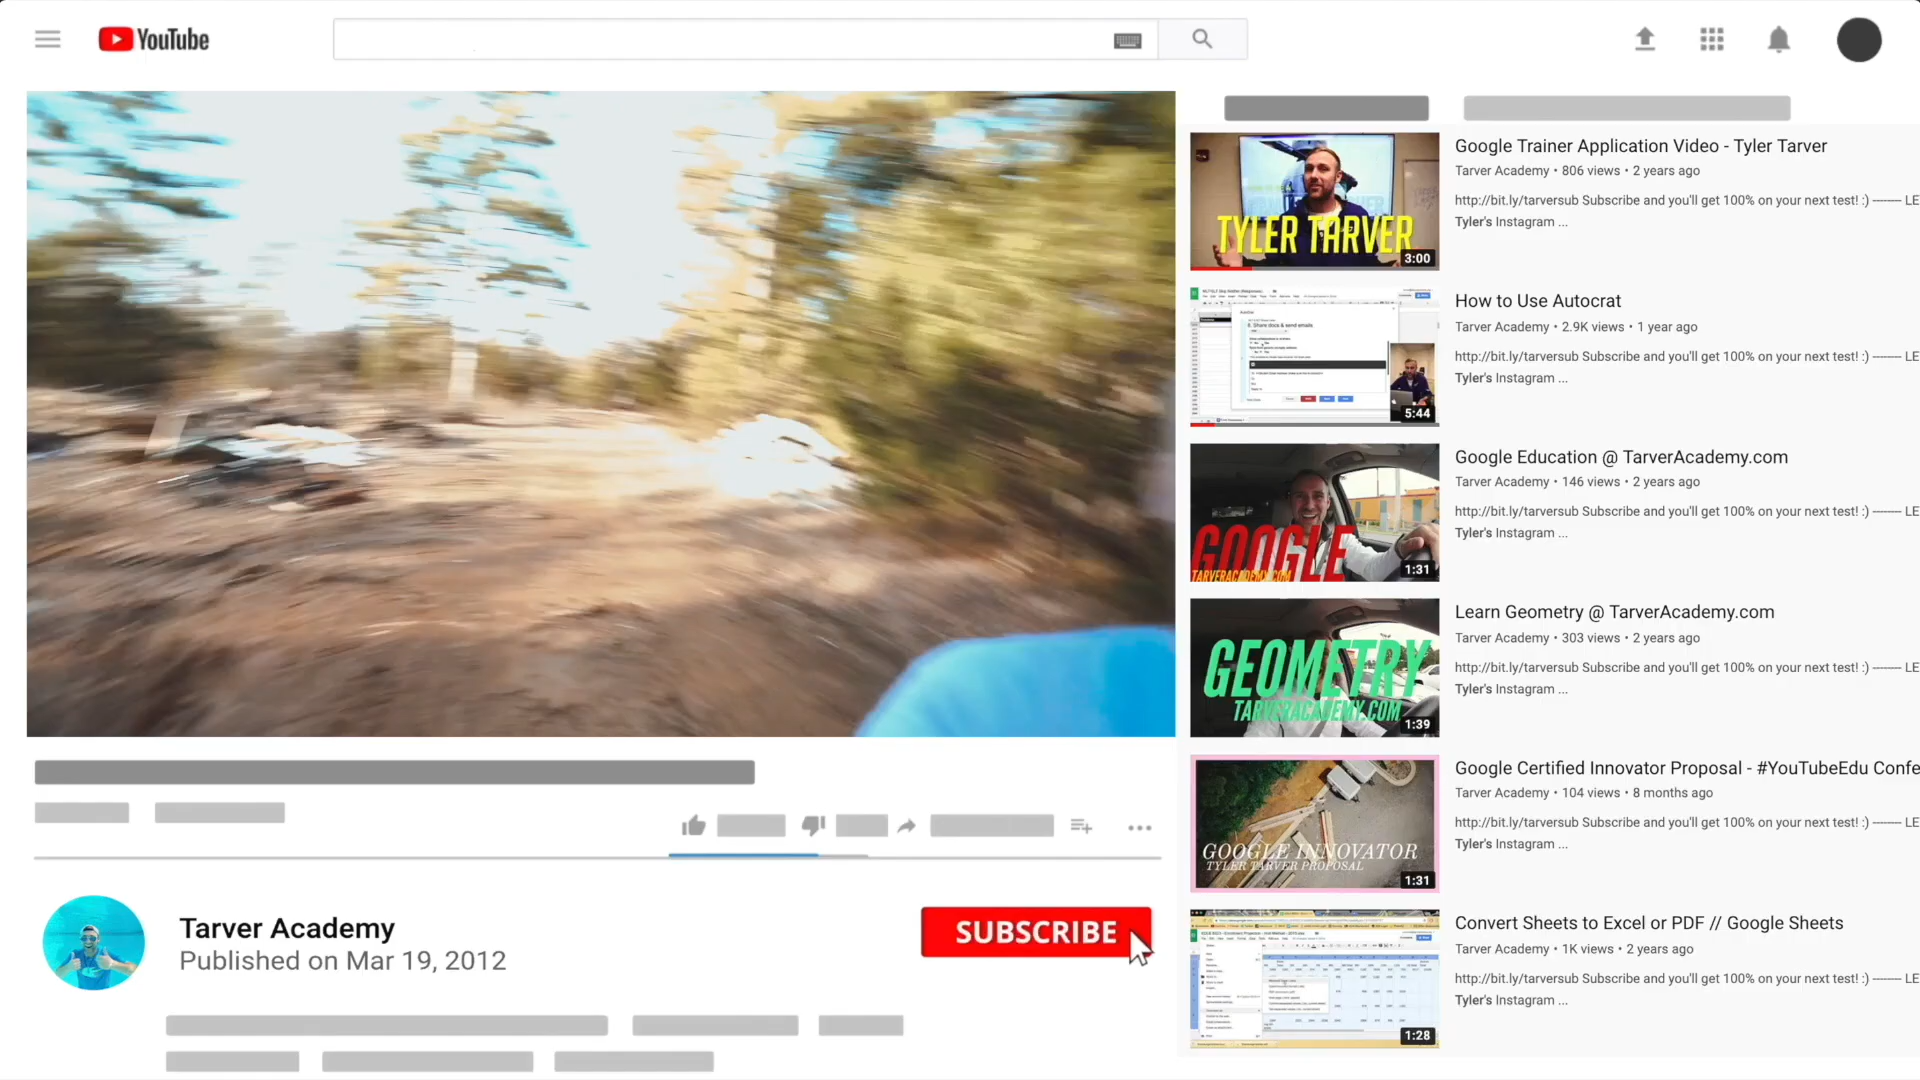 YouTube
Google Trainer Application Video - Tyler Tarver
Tarver Academy • 806 views • 2 years ago
http://bit.ly/tarversub Subscribe and you'll get 100% on your next test! :) -------- LE
Tyler's Instagram ...
TYLER TARVER
3:00
How to Use Autocrat
Tarver Academy • 2.9K views • 1 year ago
http://bit.ly/tarversub Subscribe and you'll get 100% on your next test! :) -------- LE
Tyler's Instagram ...
8. Share docs & send emails
5:44
Google Education @ TarverAcademy.com
Tarver Academy • 146 views • 2 years ago
http://bit.ly/tarversub Subscribe and you'll get 100% on your next test! :) -------- LE
Tyler's Instagram ...
GOOGLE
TARVERACADEMY.COM
1:31
Learn Geometry @ TarverAcademy.com
Tarver Academy • 303 views • 2 years ago
http://bit.ly/tarversub Subscribe and you'll get 100% on your next test! :) -------- LE
Tyler's Instagram ...
GEOMETRY
TARVERACADEMY.COM
1:39
Google Certified Innovator Proposal - #YouTubeEdu Confe
Tarver Academy • 104 views • 8 months ago
http://bit.ly/tarversub Subscribe and you'll get 100% on your next test! :) -------- LE
Tyler's Instagram ...
GOOGLE INNOVATOR
TYLER TARVER PROPOSAL
1:31
Convert Sheets to Excel or PDF // Google Sheets
Tarver Academy • 1K views • 2 years ago
http://bit.ly/tarversub Subscribe and you'll get 100% on your next test! :) -------- LE
Tyler's Instagram ...
1:28
Tarver Academy
Published on Mar 19, 2012
SUBSCRIBE